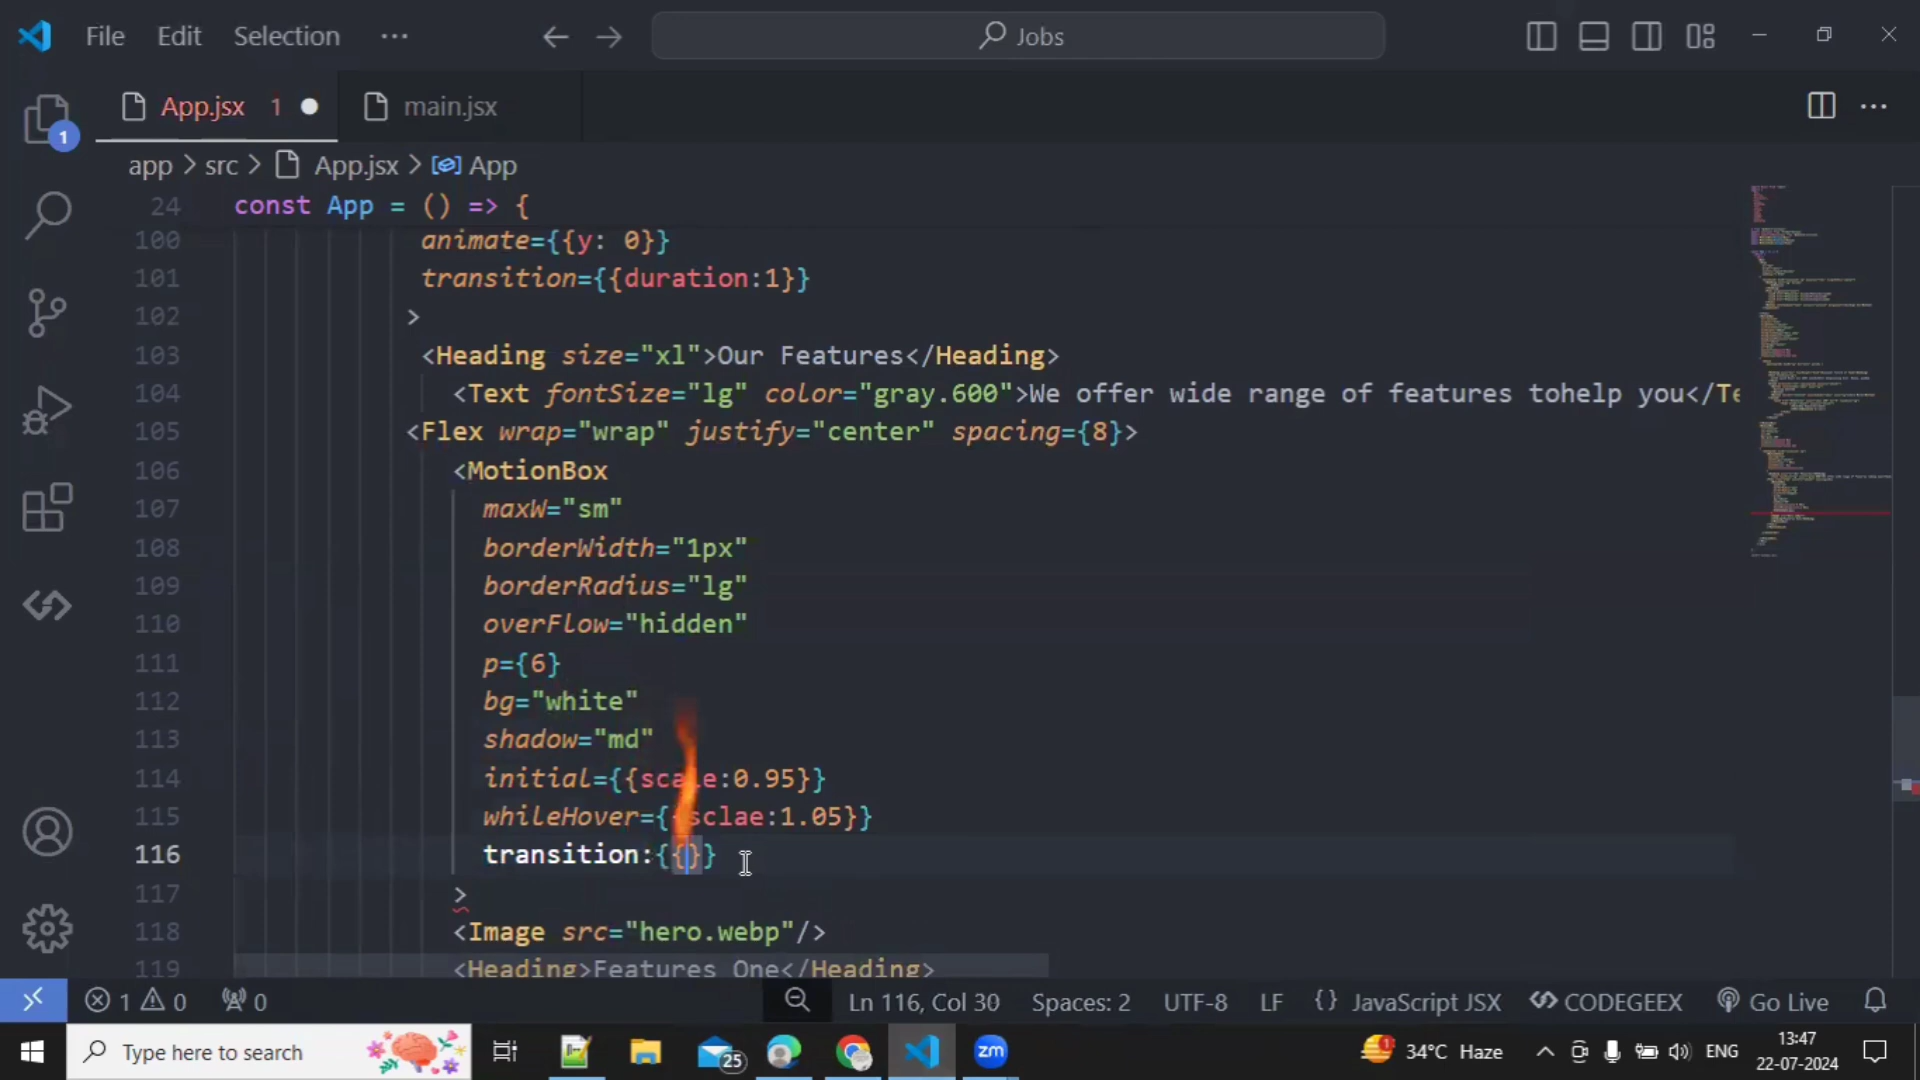 File Edit Selection ··· Jobs
App.jsx 1 main.jsx
1
app > src > App.jsx > App
24 const App = () => {
100 animate={{y: 0}}
101 transition={{duration:1}}
102 >
103 <Heading size="xl">Our Features</Heading>
104 <Text fontSize="lg" color="gray.600">We offer wide range of features tohelp you</Te
105 <Flex wrap="wrap" justify="center" spacing={8}>
106 <MotionBox
107 maxW="sm"
108 borderWidth="1px"
109 borderRadius="lg"
110 overFlow="hidden"
111 p={6}
112 bg="white"
113 shadow="md"
114 initial={{scale:0.95}}
115 whileHover={{sclae:1.05}}
116 transition:{{}}
117 >
118 <Image src="hero.webp"/>
119 <Heading>Features One</Heading>
1 0 0 Ln 116, Col 30 Spaces: 2 UTF-8 LF {} JavaScript JSX CODEGEEX Go Live
Type here to search 25 zm 34°C Haze ENG 13:47
22-07-2024